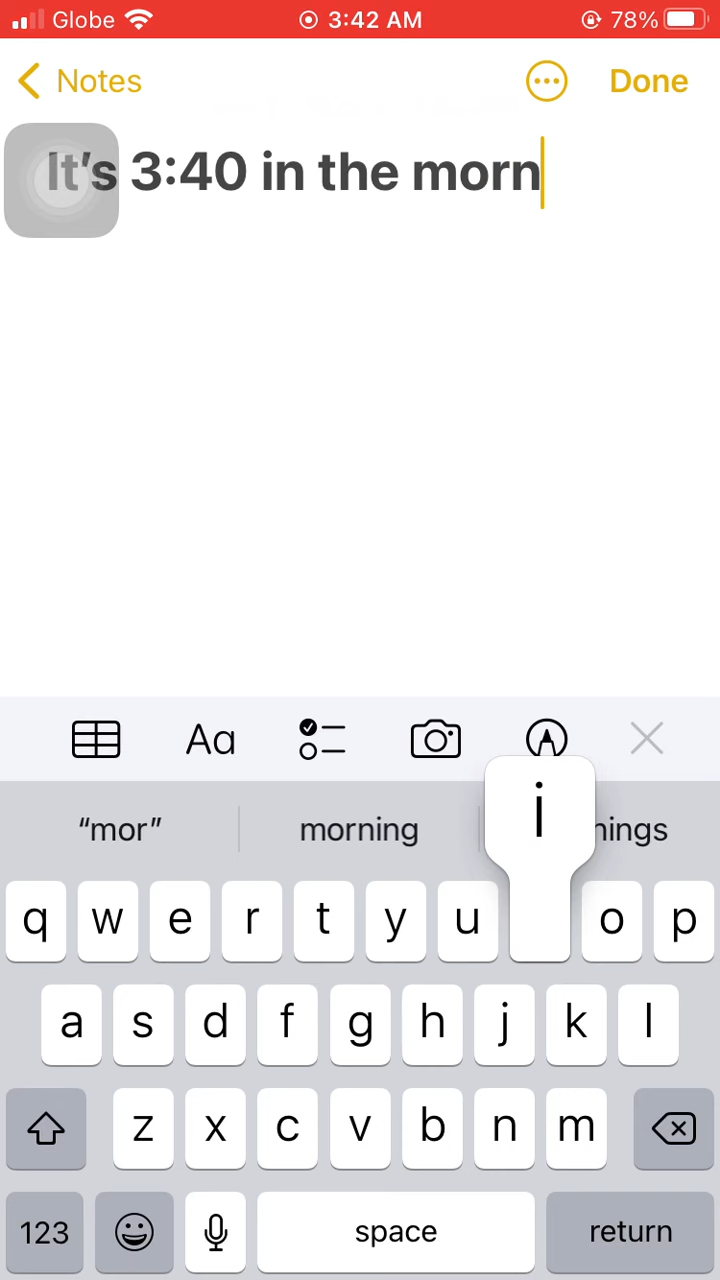 Globe 3:42 AM 78%
Notes Done
It's 3:40 in the morn
Aa
“mor” morning nings
i
q w e r t y u o p
a s d f g h j k l
z x c v b n m
123 space return